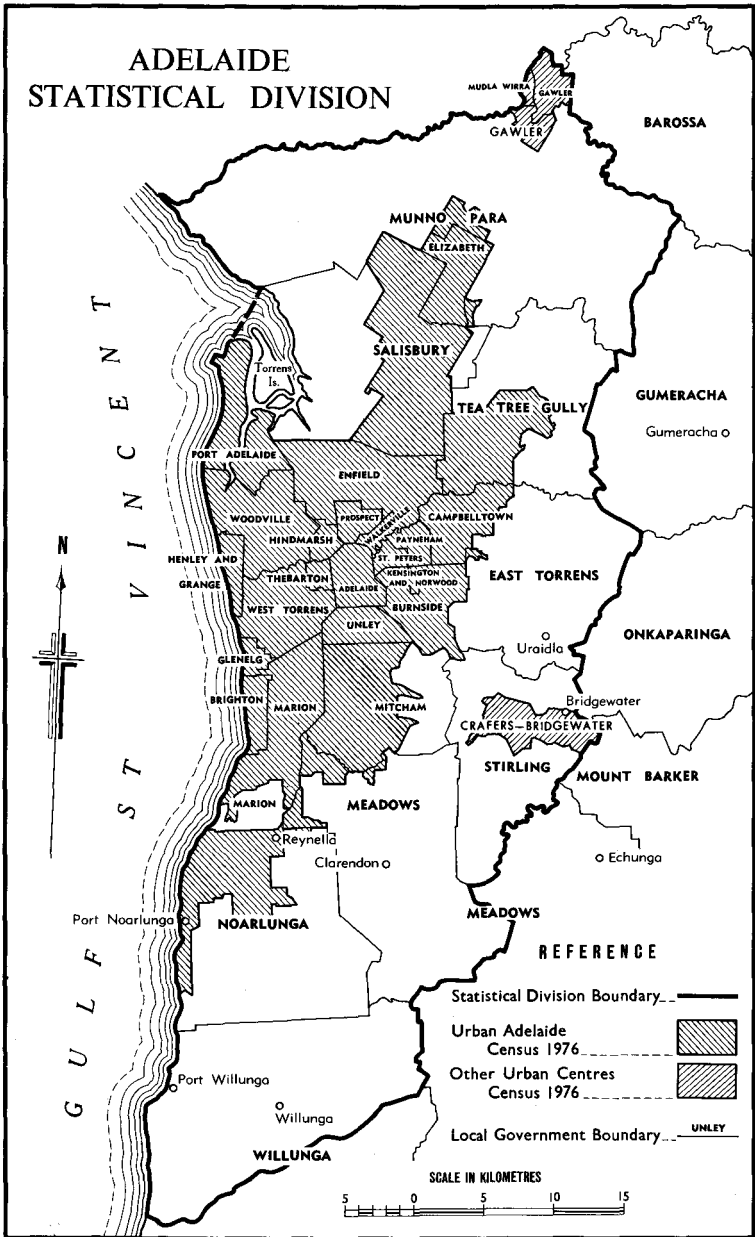 ADELAIDE
STATISTICAL DIVISION
MUDLA WIRRA
GAWLER
GAWLER
BAROSSA
MUNNO PARA
ELIZABETH
SALISBURY
Torrens
Is.
TEA TREE GULLY
GUMERACHA
Gumeracha
PORT ADELAIDE
ENFIELD
WOODVILLE
PROSPECT
WALKERVILLE
CAMPBELLTOWN
HINDMARSH
PAYNEHAM
ST. PETERS
HENLEY AND
GRANGE
THEBARTON
KENSINGTON
AND NORWOOD
ADELAIDE
EAST TORRENS
WEST TORRENS
BURNSIDE
UNLEY
ONKAPARINGA
Uraidla
GLENELG
BRIGHTON
MARION
MITCHAM
Bridgewater
CRAFERS–BRIDGEWATER
STIRLING
MOUNT BARKER
MARION
MEADOWS
Reynella
Clarendon
Echunga
Port Noarlunga
NOARLUNGA
MEADOWS
GULF ST VINCENT
N
Port Willunga
Willunga
WILLUNGA
REFERENCE
Statistical Division Boundary
Urban Adelaide
Census 1976
Other Urban Centres
Census 1976
Local Government Boundary UNLEY
SCALE IN KILOMETRES
5 0 5 10 15